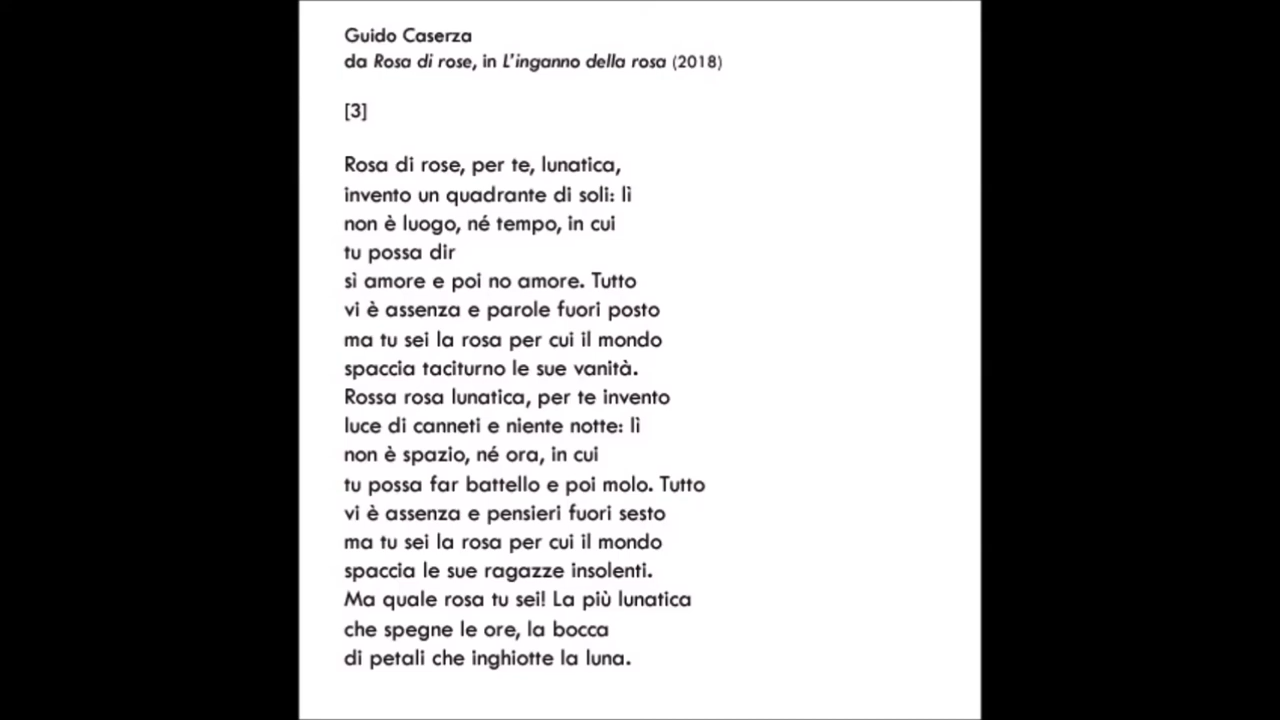 Guido Caserza
da Rosa di rose, in L'inganno della rosa (2018)
[3]
Rosa di rose, per te, lunatica,
invento un quadrante di soli: lì
non è luogo, né tempo, in cui
tu possa dir
sì amore e poi no amore. Tutto
vi è assenza e parole fuori posto
ma tu sei la rosa per cui il mondo
spaccia taciturno le sue vanità.
Rossa rosa lunatica, per te invento
luce di canneti e niente notte: lì
non è spazio, né ora, in cui
tu possa far battello e poi molo. Tutto
vi è assenza e pensieri fuori sesto
ma tu sei la rosa per cui il mondo
spaccia le sue ragazze insolenti.
Ma quale rosa tu sei! La più lunatica
che spegne le ore, la bocca
di petali che inghiotte la luna.